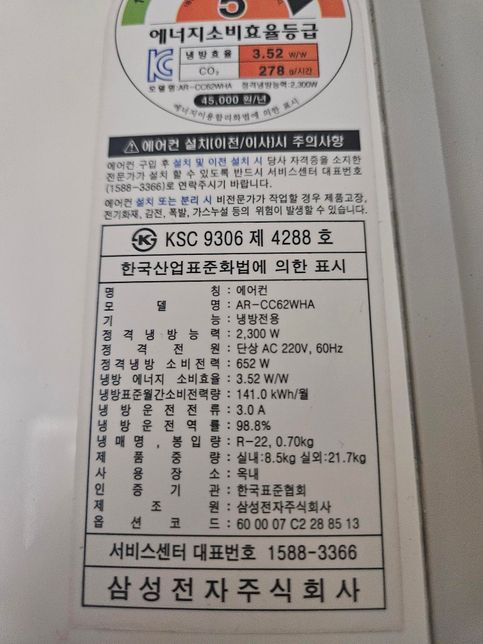 5
에너지소비효율등급
냉방효율 3.52 W/W
CO₂ 278 g/시간
모델명:AR-CC62WHA 정격냉방능력:2,300W
45,000 원/년
에너지이용합리화법에 의한 표시
에어컨 설치(이전/이사)시 주의사항
에어컨 구입 후 설치 및 이전 설치 시 당사 자격증을 소지한
전문가가 설치 할 수 있도록 반드시 서비스센터 대표번호
(1588-3366)로 연락주시기 바랍니다.
에어컨 설치 또는 분리 시 비전문가가 작업할 경우 제품고장,
전기화재, 감전, 폭발, 가스누설 등의 위험이 발생할 수 있습니다.
KSC 9306 제 4288 호
한국산업표준화법에 의한 표시
명칭 : 에어컨
모델명 : AR-CC62WHA
기능 : 냉방전용
정격냉방능력 : 2,300 W
정격전원 : 단상 AC 220V, 60Hz
정격냉방 소비전력 : 652 W
냉방 에너지 소비효율 : 3.52 W/W
냉방표준월간소비전력량 : 141.0 kWh/월
냉방운전전류 : 3.0 A
냉방운전역률 : 98.8%
냉매명, 봉입량 : R-22, 0.70kg
제품중량 : 실내:8.5kg 실외:21.7kg
사용장소 : 옥내
인증기관 : 한국표준협회
제조원 : 삼성전자주식회사
옵션코드 : 60 00 07 C2 28 85 13
서비스센터 대표번호 1588-3366
삼성전자주식회사